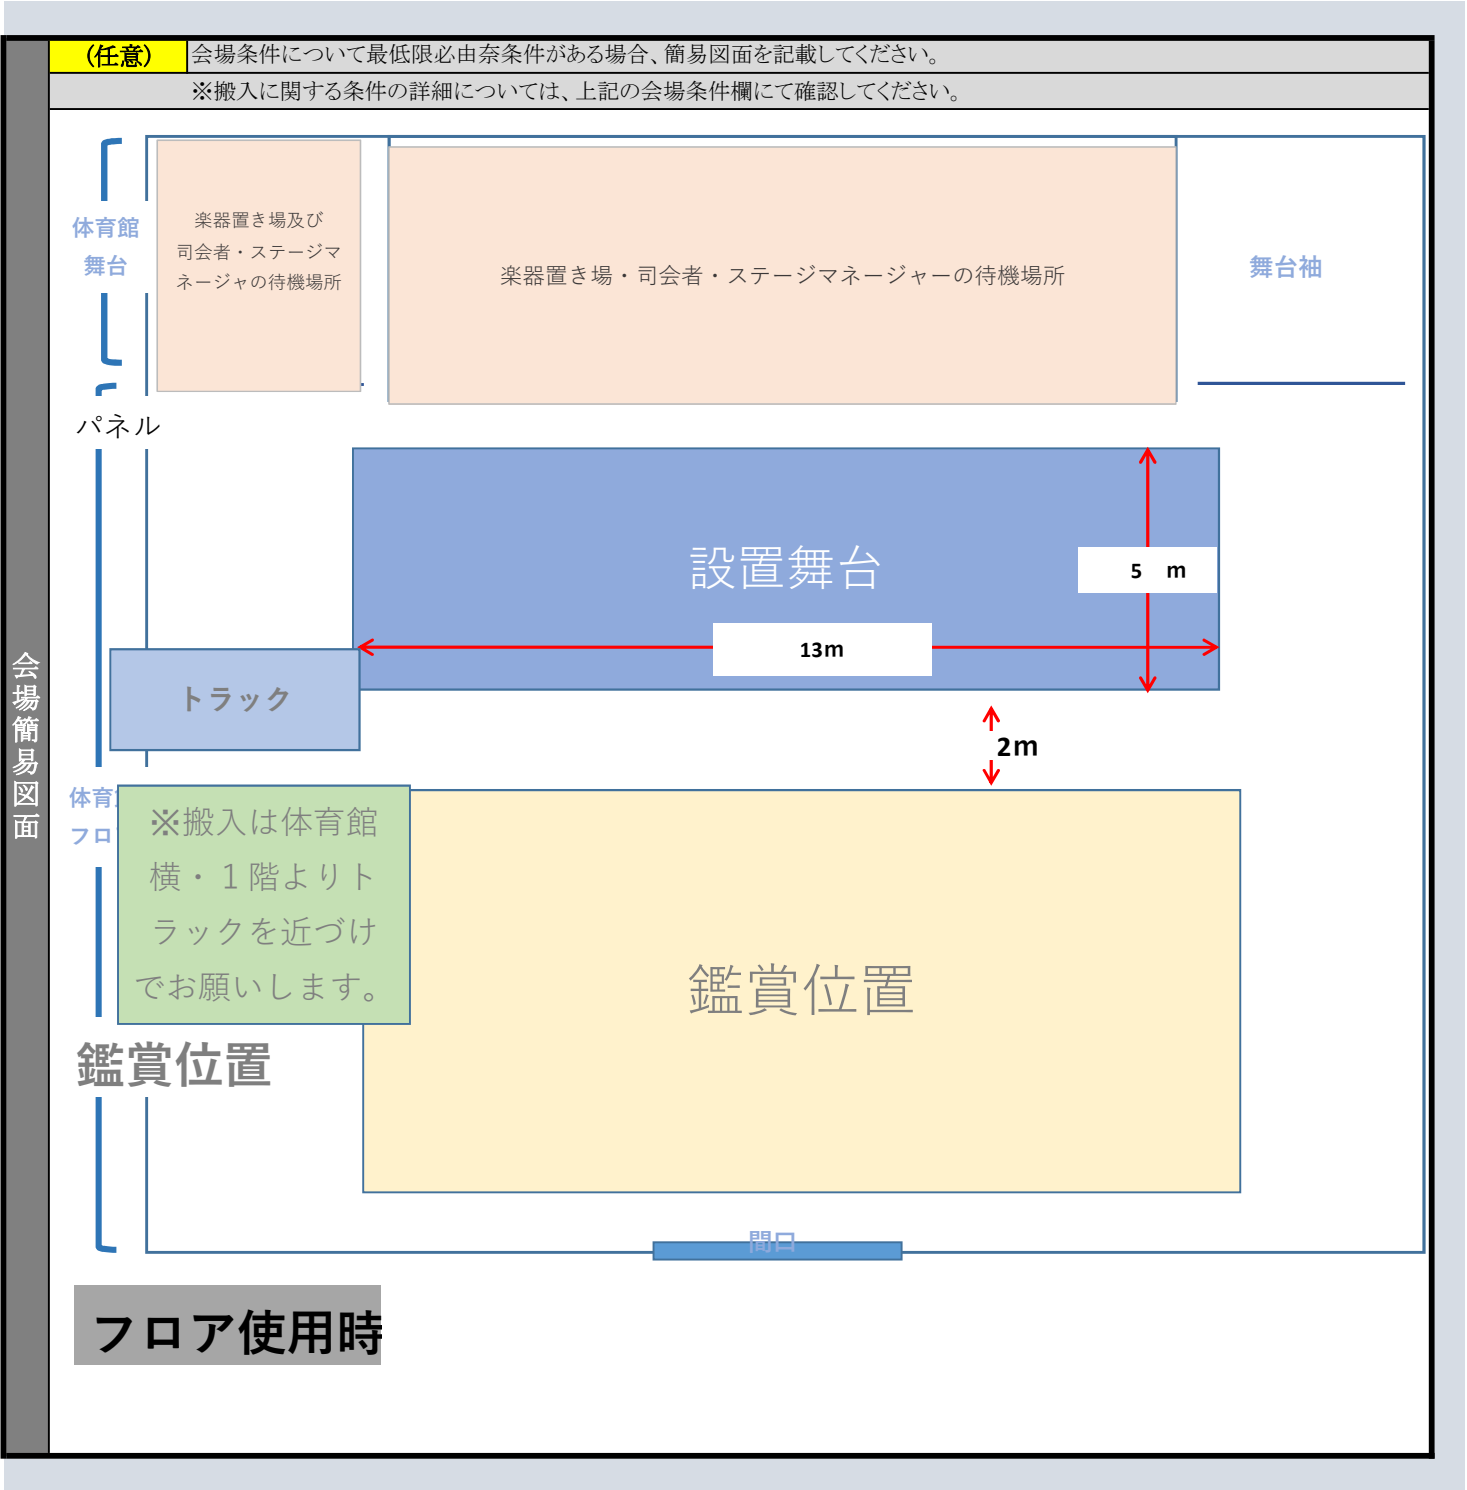 (任意)
会場条件について最低限必由奈条件がある場合、簡易図面を記載してください。
※搬入に関する条件の詳細については、上記の会場条件欄にて確認してください。
会場簡易図面
体育館
舞台
楽器置き場及び
司会者・ステージマ
ネージャの待機場所
楽器置き場・司会者・ステージマネージャーの待機場所
舞台袖
パネル
設置舞台
5 m
13m
トラック
2m
体育
フロ
※搬入は体育館
横・１階よりト
ラックを近づけ
でお願いします。
鑑賞位置
鑑賞位置
間口
フロア使用時